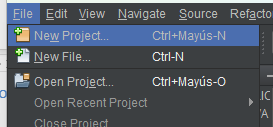 File Edit View Navigate Source Refacto
New Project... Ctrl+Mayús-N
New File... Ctrl-N
Open Project... Ctrl+Mayús-O
Open Recent Project
Close Project